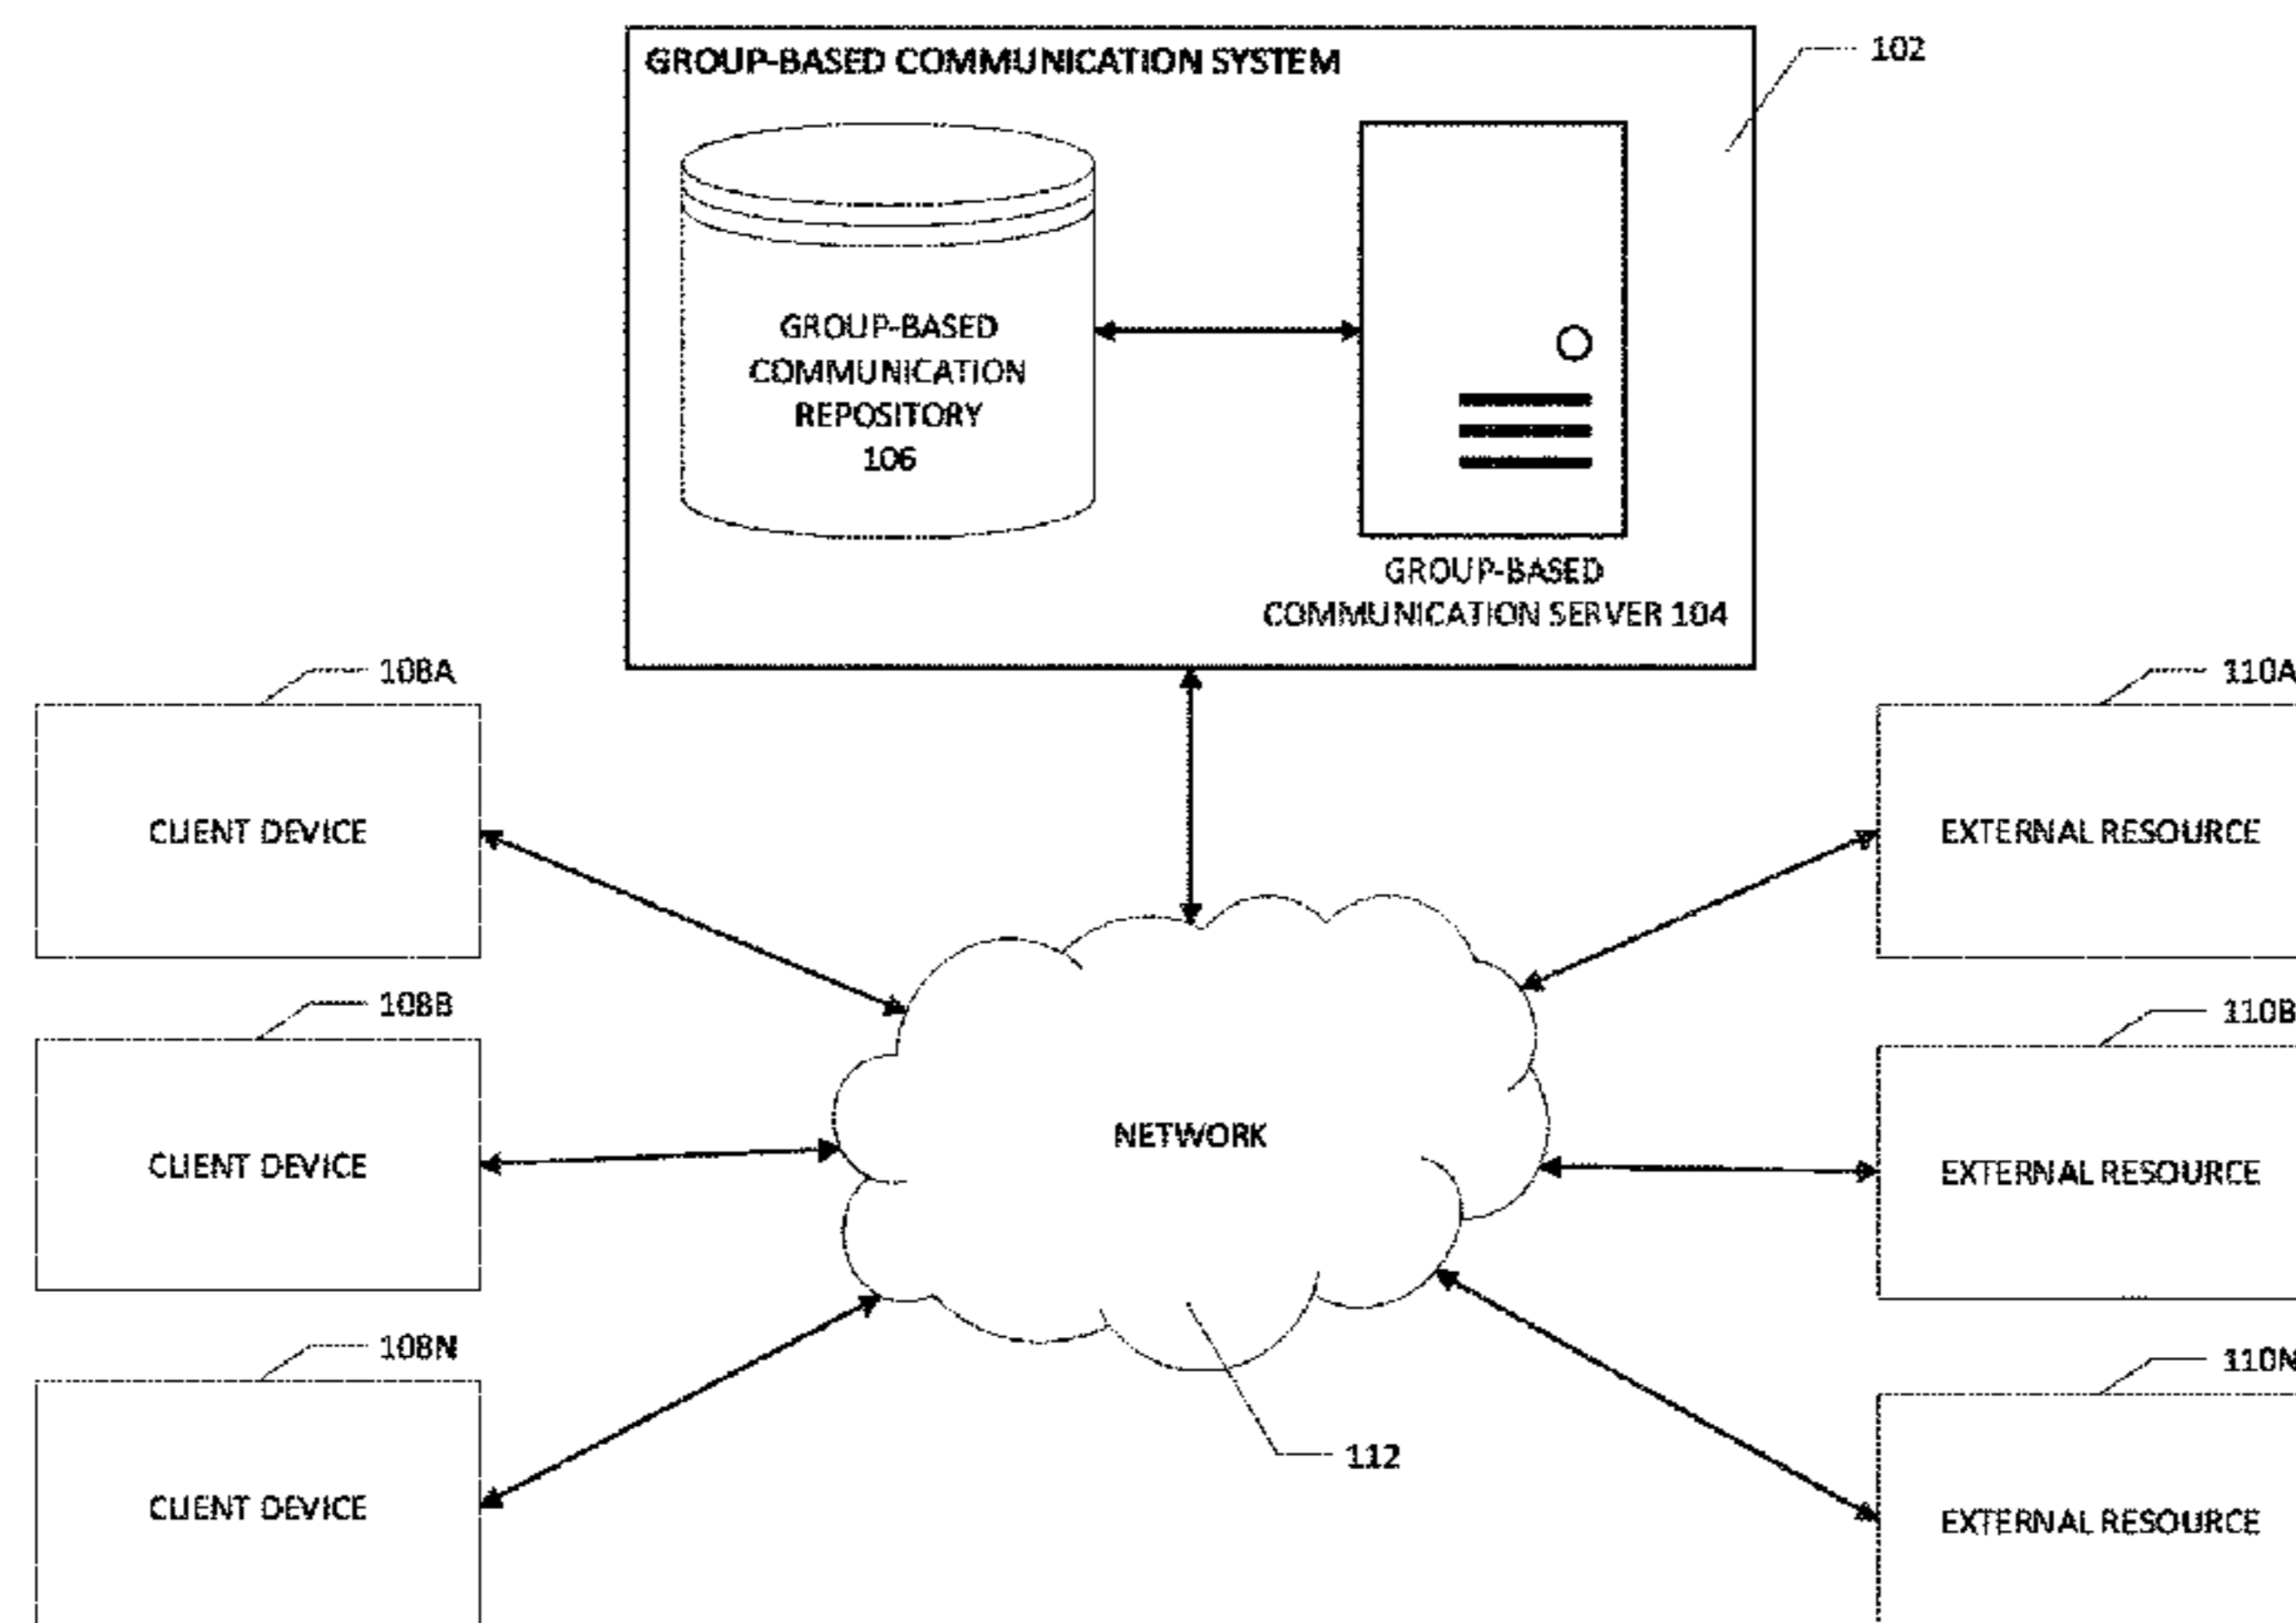 GROUP-BASED COMMUNICATION SYSTEM
102
GROUP-BASED
COMMUNICATION
REPOSITORY
106
GROUP-BASED
COMMUNICATION SERVER 104
108A
110A
CLIENT DEVICE
EXTERNAL RESOURCE
108B
110B
NETWORK
CLIENT DEVICE
EXTERNAL RESOURCE
108N
110N
112
CLIENT DEVICE
EXTERNAL RESOURCE